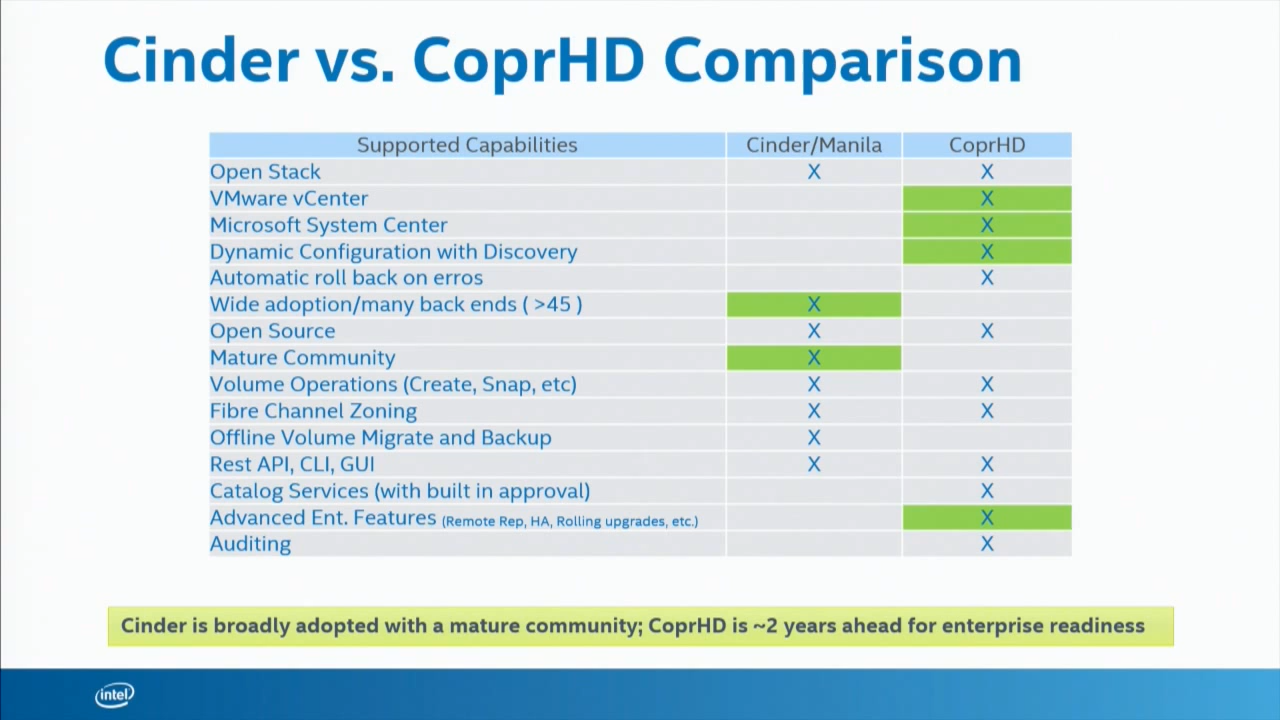 Cinder vs. CoprHD Comparison
Supported Capabilities Cinder/Manila CoprHD
Open Stack X X
VMware vCenter X
Microsoft System Center X
Dynamic Configuration with Discovery X
Automatic roll back on erros X
Wide adoption/many back ends ( >45 ) X
Open Source X X
Mature Community X
Volume Operations (Create, Snap, etc) X X
Fibre Channel Zoning X X
Offline Volume Migrate and Backup X
Rest API, CLI, GUI X X
Catalog Services (with built in approval) X
Advanced Ent. Features (Remote Rep, HA, Rolling upgrades, etc.) X
Auditing X
Cinder is broadly adopted with a mature community; CoprHD is ~2 years ahead for enterprise readiness
intel